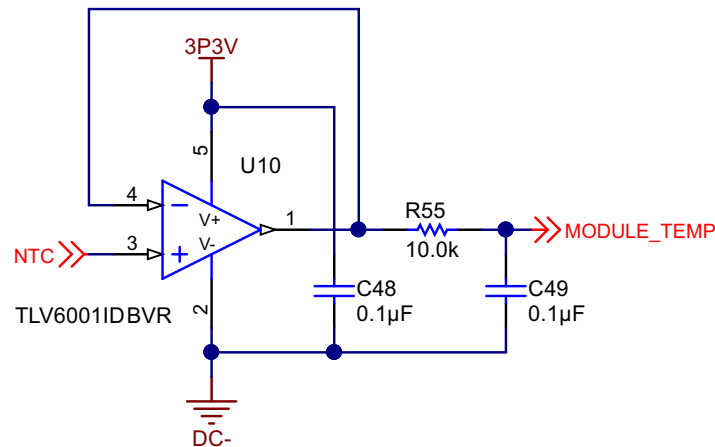 3P3V
5
U10
4
V+
1
R55
10.0k
MODULE_TEMP
NTC
3
V-
TLV6001IDBVR
2
C48
0.1µF
C49
0.1µF
DC-